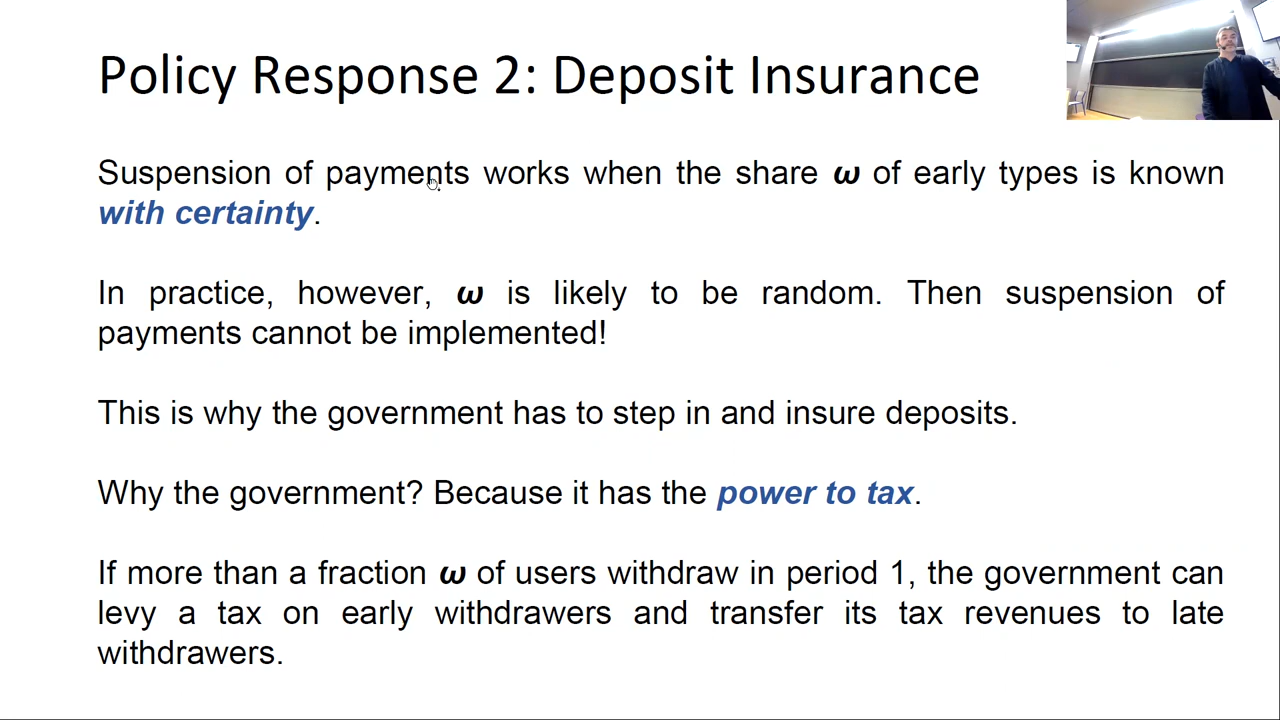 Policy Response 2: Deposit Insurance
Suspension of payments works when the share ω of early types is known
with certainty.
In practice, however, ω is likely to be random. Then suspension of
payments cannot be implemented!
This is why the government has to step in and insure deposits.
Why the government? Because it has the power to tax.
If more than a fraction ω of users withdraw in period 1, the government can
levy a tax on early withdrawers and transfer its tax revenues to late
withdrawers.